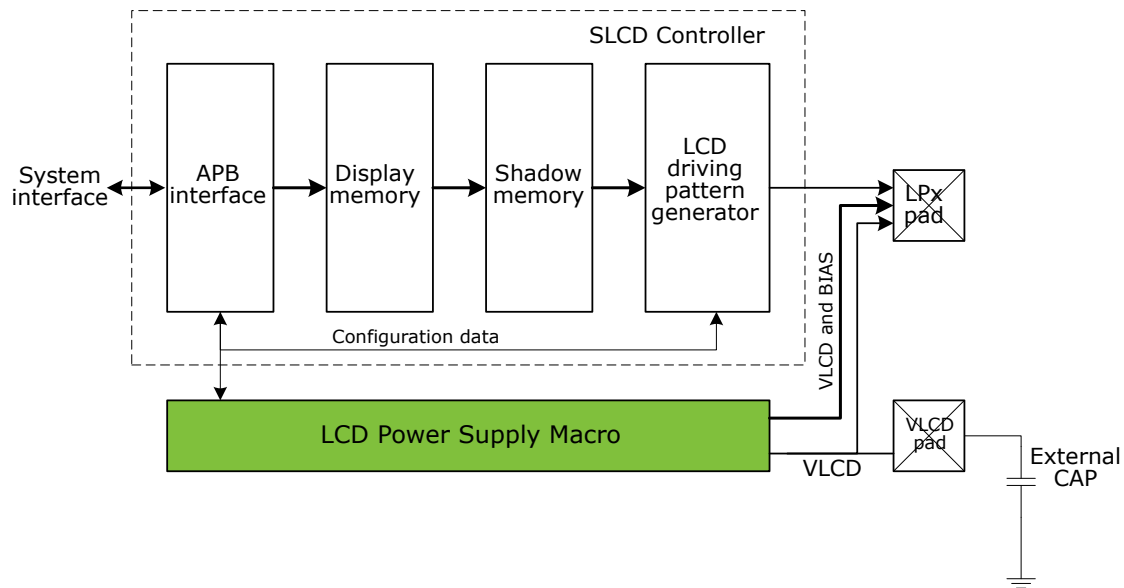 SLCD Controller
System
interface
APB
interface
Display
memory
Shadow
memory
LCD
driving
pattern
generator
LPx
pad
VLCD and BIAS
Configuration data
LCD Power Supply Macro
VLCD
VLCD
pad
External
CAP